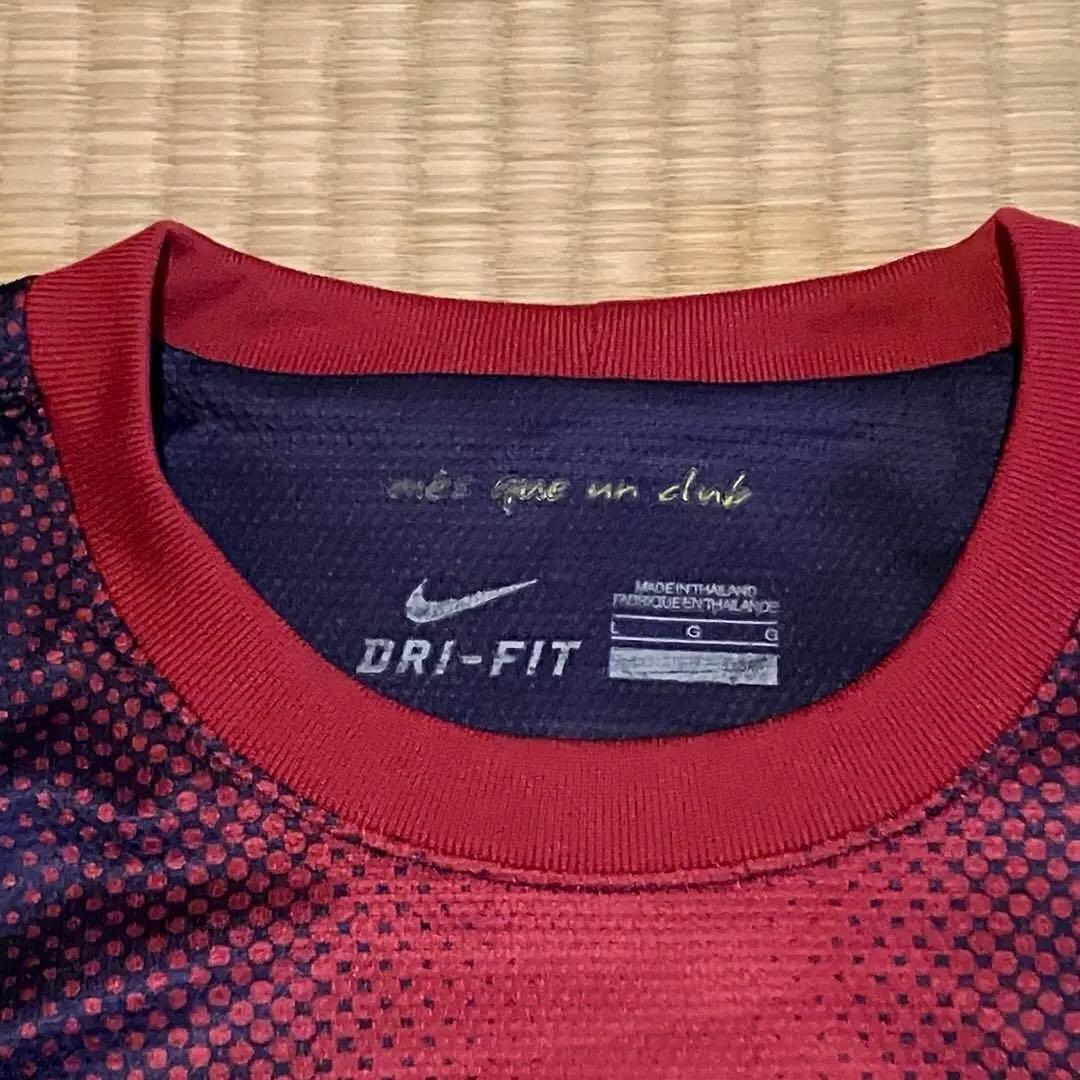 més que un club
DRI-FIT
MADE IN THAILAND
FABRIQUE EN THAILANDE
L G G